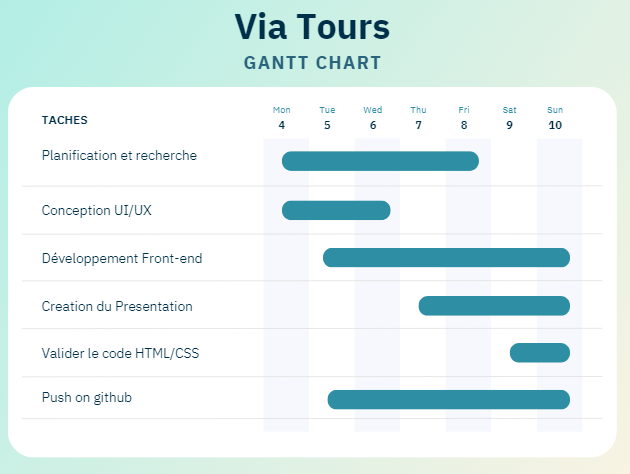 Via Tours
GANTT CHART
TACHES
Mon Tue Wed Thu Fri Sat Sun
4 5 6 7 8 9 10
Planification et recherche
Conception UI/UX
Développement Front-end
Creation du Presentation
Valider le code HTML/CSS
Push on github